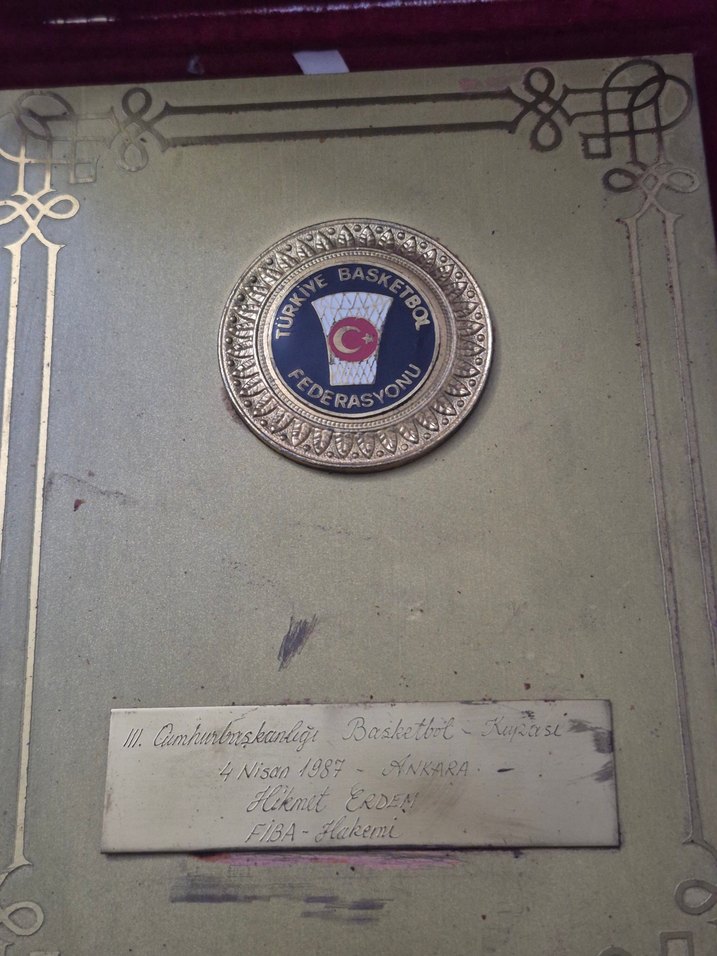 TÜRKİYE BASKETBOL
FEDERASYONU
III. Cumhurbaşkanlığı Basketbol - Kupası
4 Nisan 1987 - ANKARA
Hikmet ERDEM
FİBA - Hakemi